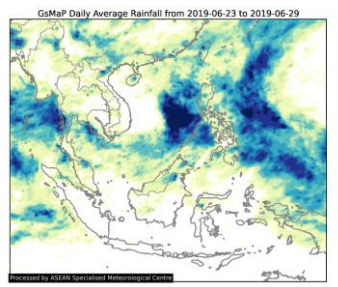 GsMaP Daily Average Rainfall from 2019-06-23 to 2019-06-29
Processed by ASEAN Specialised Meteorological Centre